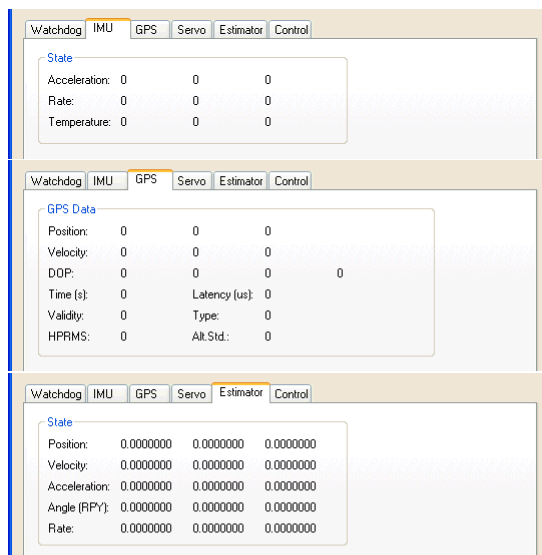 Watchdog IMU GPS Servo Estimator Control
State
Acceleration: 0 0 0
Rate: 0 0 0
Temperature: 0 0 0
Watchdog IMU GPS Servo Estimator Control
GPS Data
Position: 0 0 0
Velocity: 0 0 0
DOP: 0 0 0 0
Time (s): 0 Latency (us): 0
Validity: 0 Type: 0
HPRMS: 0 Alt.Std.: 0
Watchdog IMU GPS Servo Estimator Control
State
Position: 0.0000000 0.0000000 0.0000000
Velocity: 0.0000000 0.0000000 0.0000000
Acceleration: 0.0000000 0.0000000 0.0000000
Angle (RPY): 0.0000000 0.0000000 0.0000000
Rate: 0.0000000 0.0000000 0.0000000